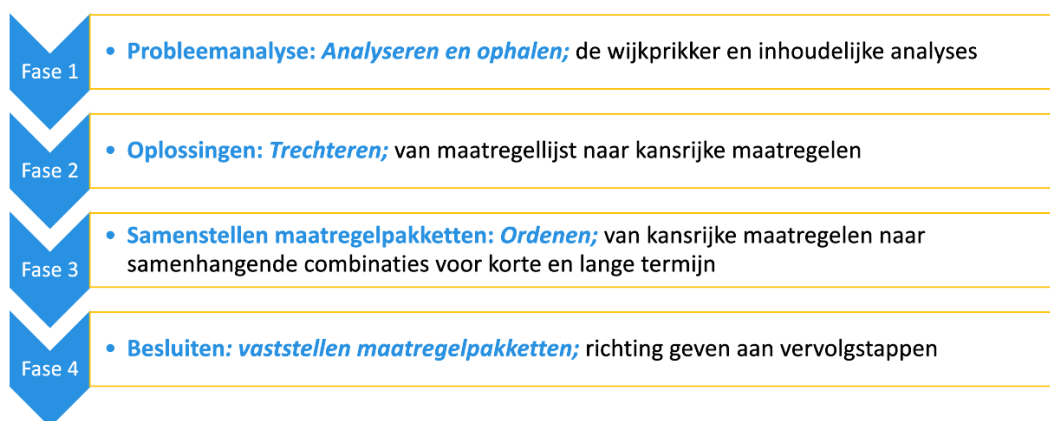 Fase 1
• Probleemanalyse: Analyseren en ophalen; de wijkprikker en inhoudelijke analyses
Fase 2
• Oplossingen: Trechteren; van maatregellijst naar kansrijke maatregelen
Fase 3
• Samenstellen maatregelpakketten: Ordenen; van kansrijke maatregelen naar
samenhangende combinaties voor korte en lange termijn
Fase 4
• Besluiten: vaststellen maatregelpakketten; richting geven aan vervolgstappen